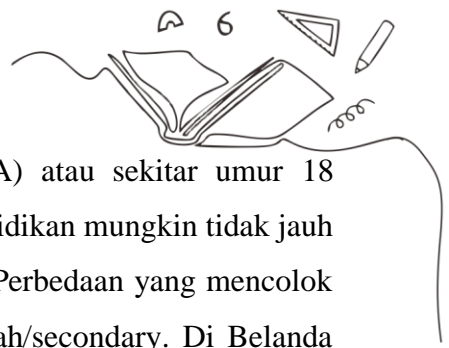 6
A) atau sekitar umur 18
idikan mungkin tidak jauh
Perbedaan yang mencolok
ah/secondary. Di Belanda